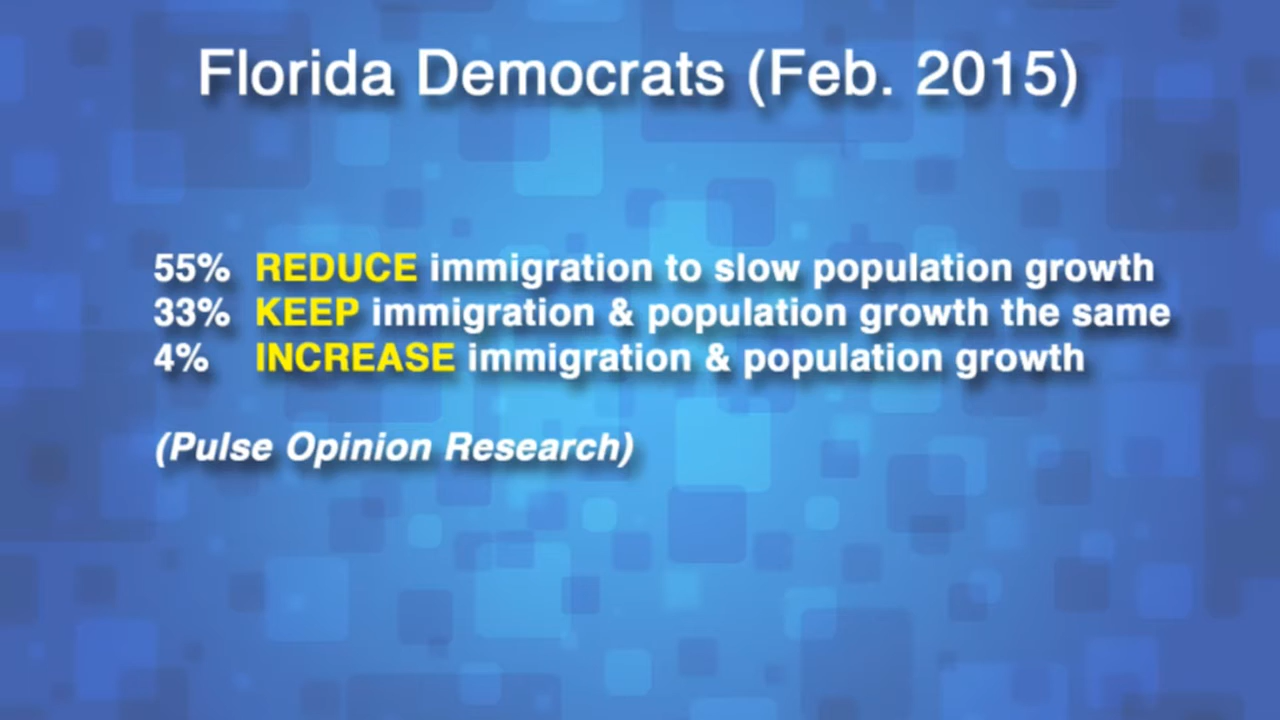 Florida Democrats (Feb. 2015)
55% REDUCE immigration to slow population growth
33% KEEP immigration & population growth the same
4% INCREASE immigration & population growth
(Pulse Opinion Research)